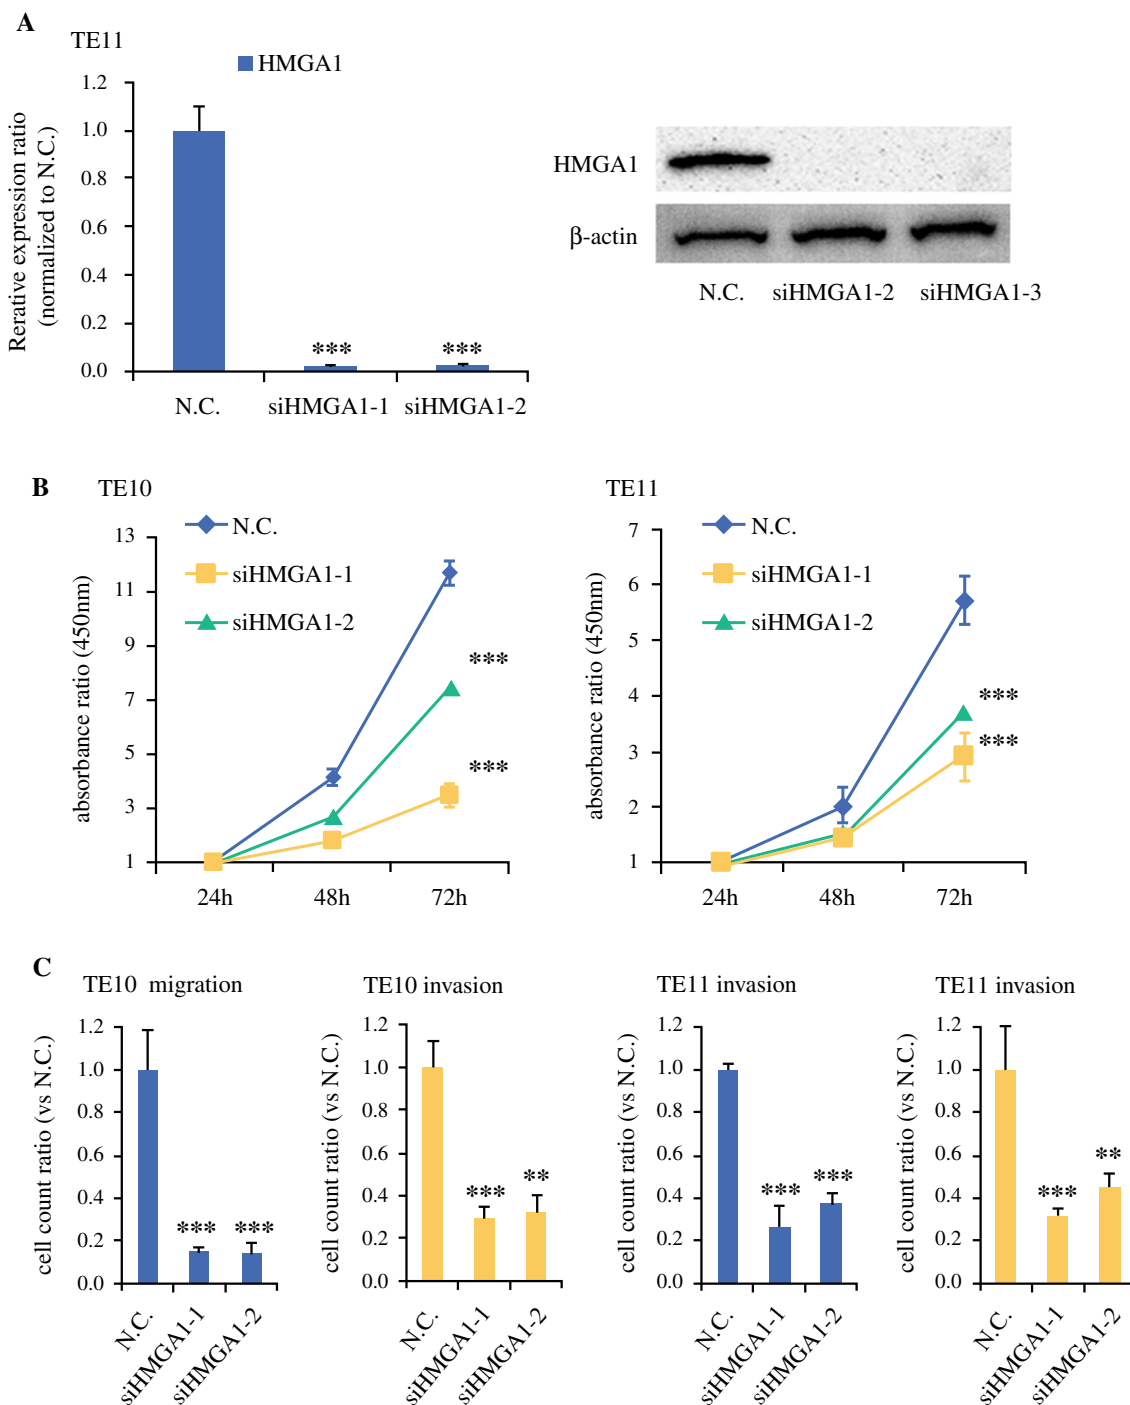 A
TE11
HMGA1
Rerative expression ratio
(normalized to N.C.)
1.2
1.0
0.8
0.6
0.4
0.2
0.0
***
***
N.C.
siHMGA1-1
siHMGA1-2
HMGA1
β-actin
N.C.
siHMGA1-2
siHMGA1-3
B
TE10
N.C.
siHMGA1-1
siHMGA1-2
absorbance ratio (450nm)
13
11
9
7
5
3
1
***
***
24h
48h
72h
TE11
N.C.
siHMGA1-1
siHMGA1-2
absorbance ratio (450nm)
7
6
5
4
3
2
1
***
***
24h
48h
72h
C
TE10 migration
cell count ratio (vs N.C.)
1.2
1.0
0.8
0.6
0.4
0.2
0.0
***
***
N.C.
siHMGA1-1
siHMGA1-2
TE10 invasion
cell count ratio (vs N.C.)
1.2
1.0
0.8
0.6
0.4
0.2
0.0
***
**
N.C.
siHMGA1-1
siHMGA1-2
TE11 invasion
cell count ratio (vs N.C.)
1.2
1.0
0.8
0.6
0.4
0.2
0.0
***
***
N.C.
siHMGA1-1
siHMGA1-2
TE11 invasion
cell count ratio (vs N.C.)
1.2
1.0
0.8
0.6
0.4
0.2
0.0
***
**
N.C.
siHMGA1-1
siHMGA1-2